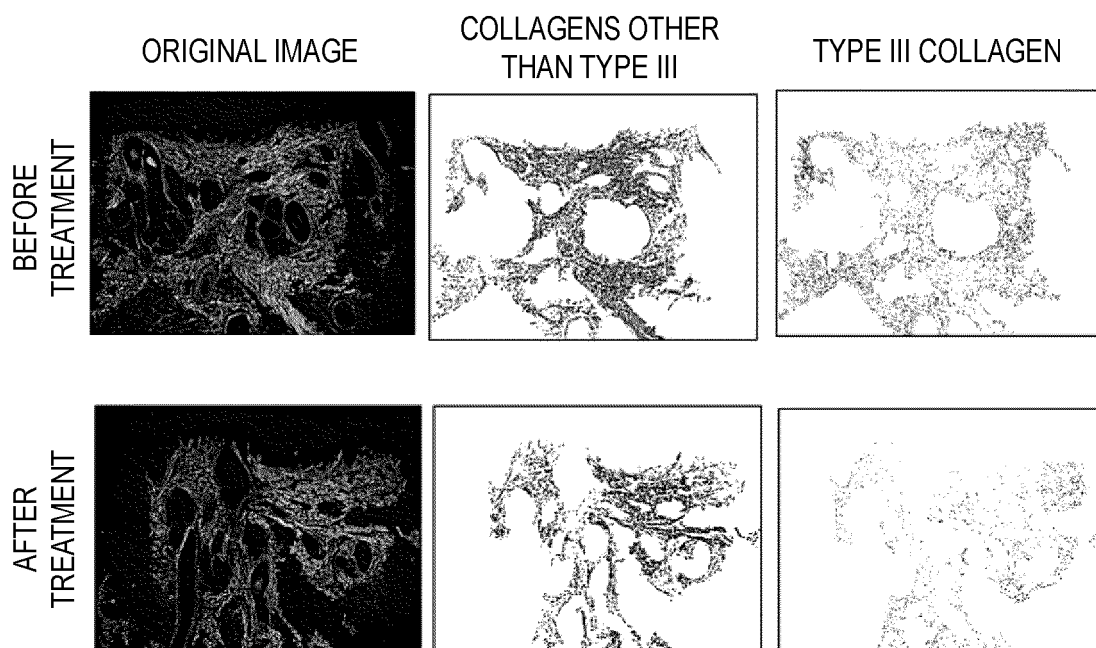 ORIGINAL IMAGE
COLLAGENS OTHER
THAN TYPE III
TYPE III COLLAGEN
BEFORE
TREATMENT
AFTER
TREATMENT